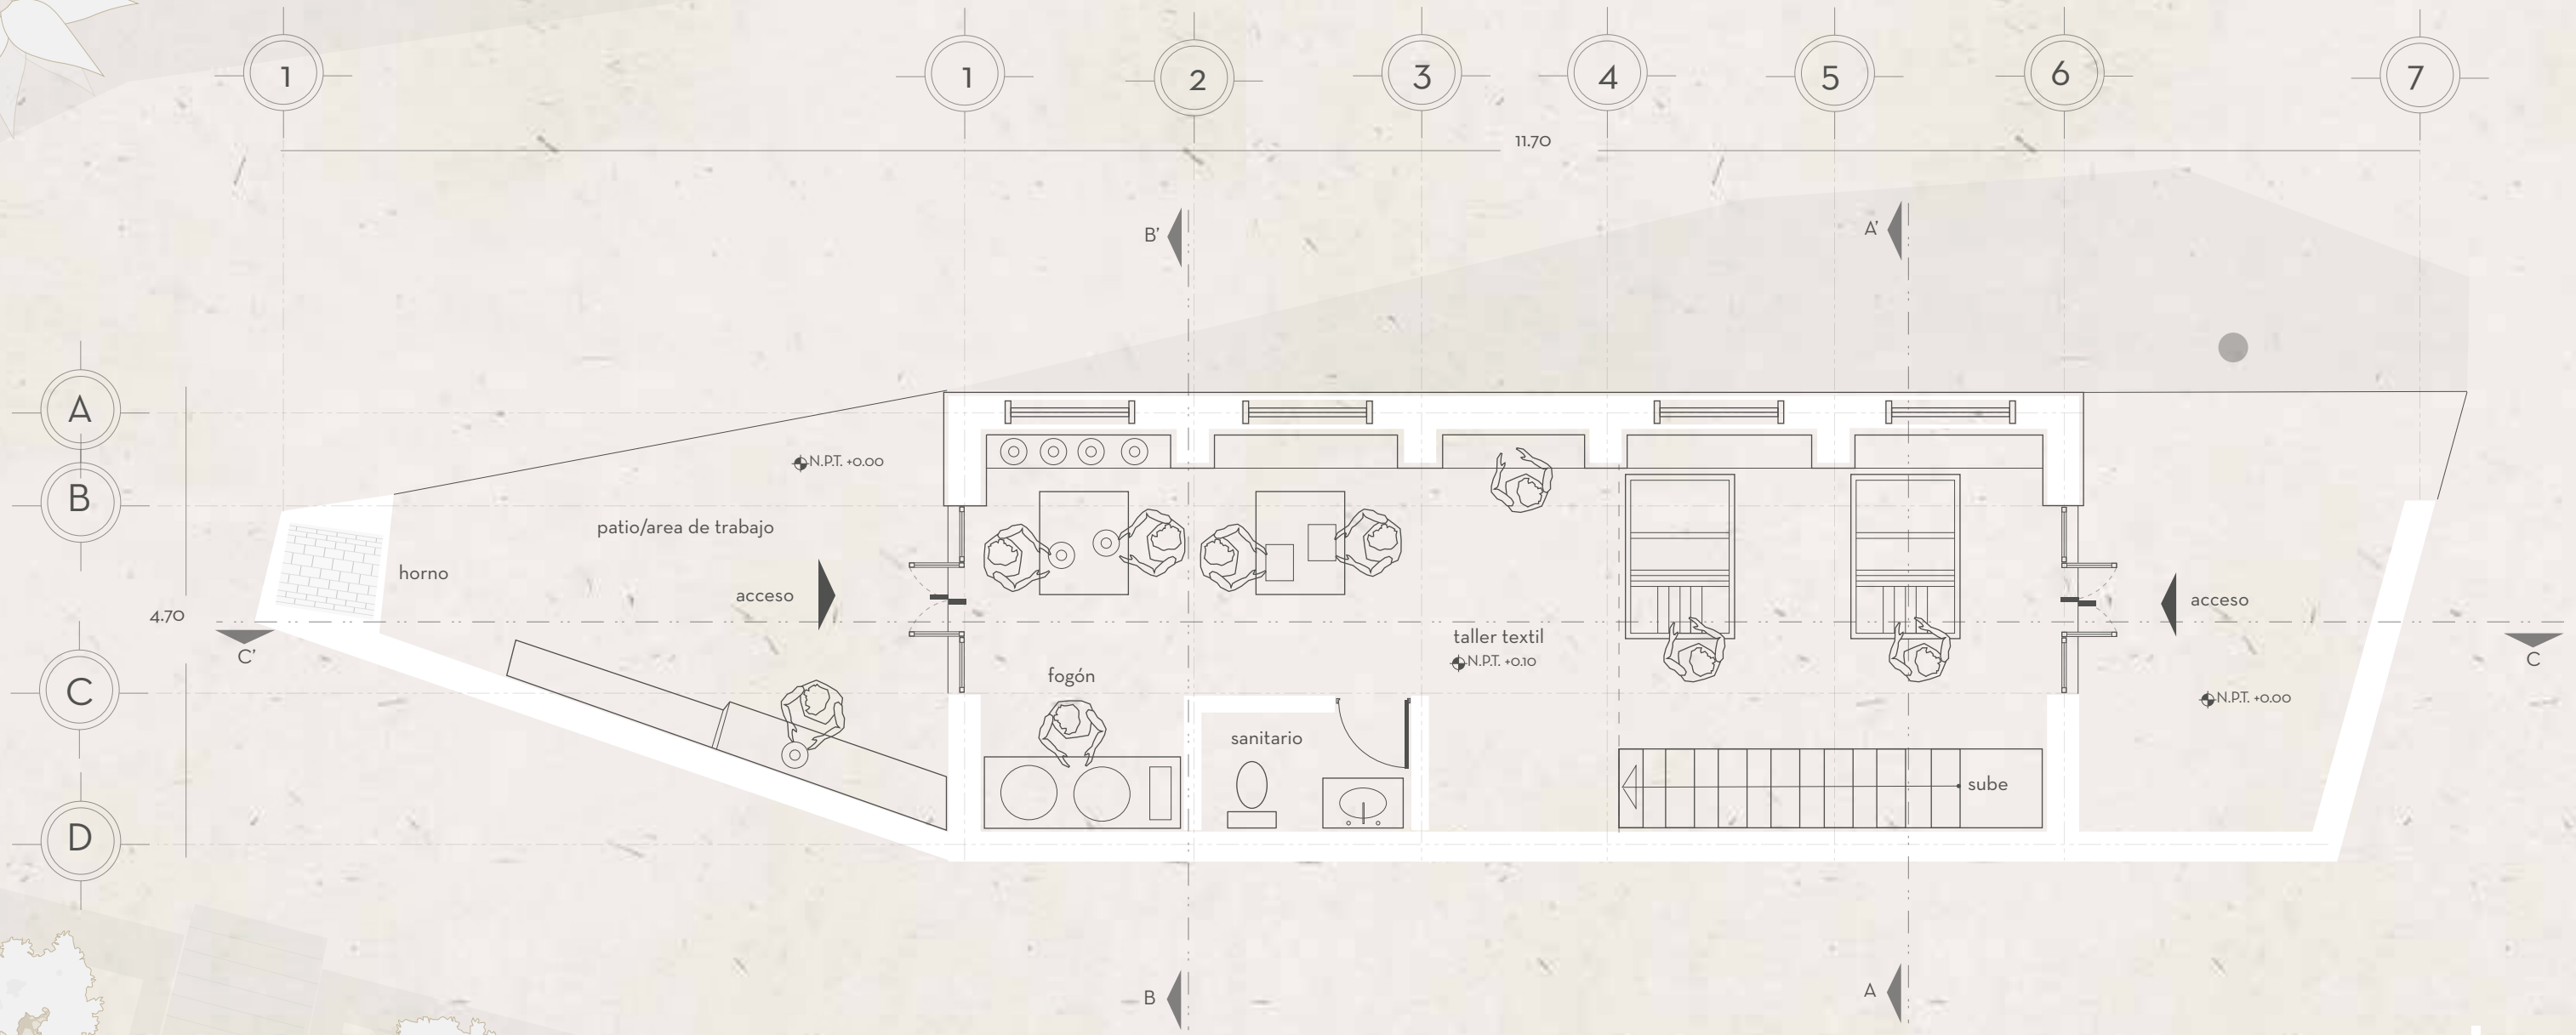 1 1 2 3 4 5 6 7
11.70
B' A'
A
N.P.T. +0.00
B
patio/area de trabajo
horno
acceso acceso
4.70
taller textil
C' C
N.P.T. +0.10
fogón
C
N.P.T. +0.00
sanitario
sube
D
B A